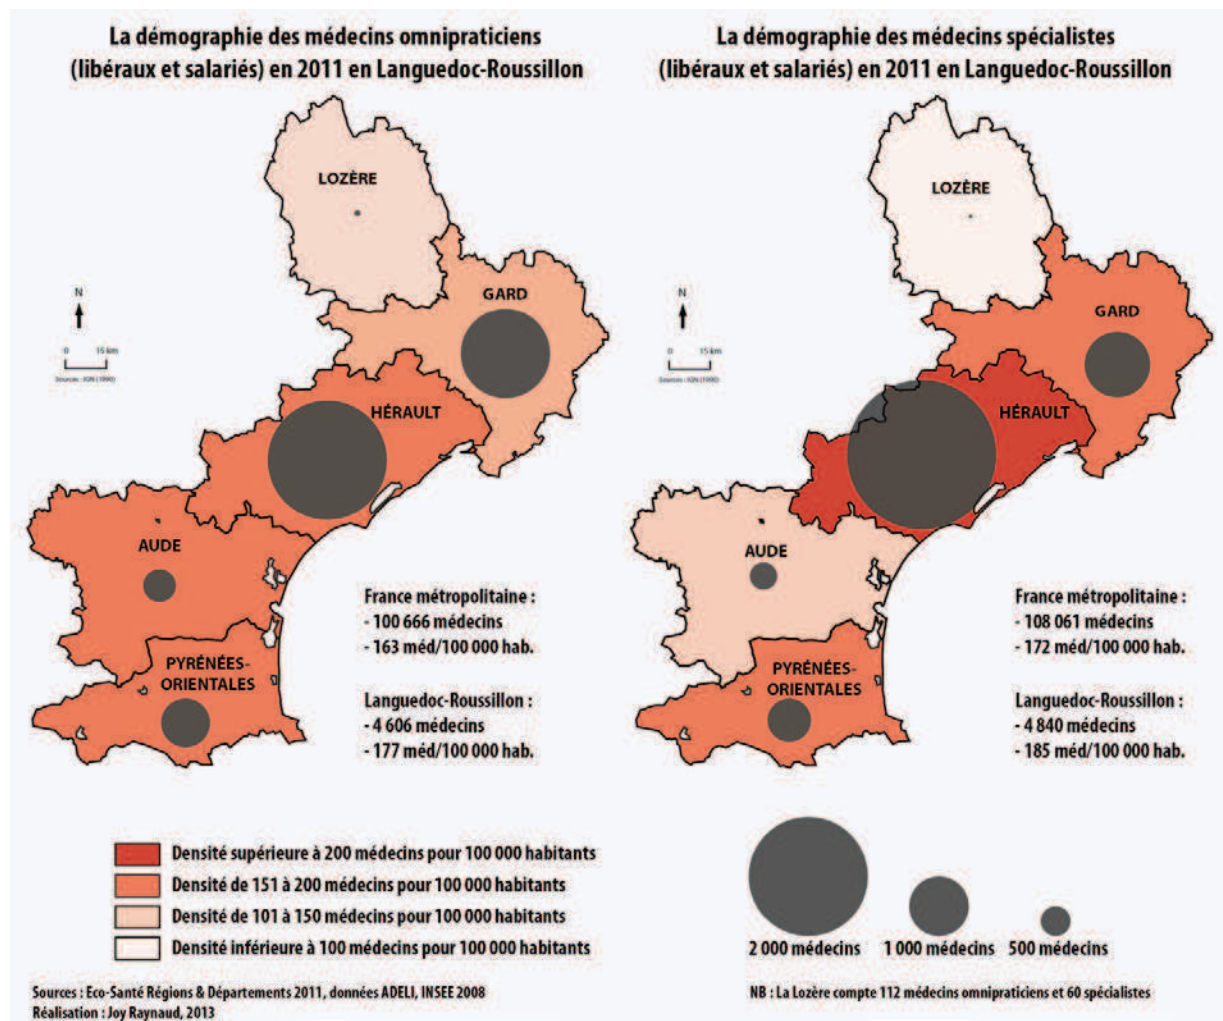 La démographie des médecins omnipraticiens
(libéraux et salariés) en 2011 en Languedoc-Roussillon
LOZÈRE
GARD
N
0 15 km
Sources : IGN (1990)
HÉRAULT
AUDE
PYRÉNÉES-
ORIENTALES
France métropolitaine :
- 100 666 médecins
- 163 méd/100 000 hab.
Languedoc-Roussillon :
- 4 606 médecins
- 177 méd/100 000 hab.
La démographie des médecins spécialistes
(libéraux et salariés) en 2011 en Languedoc-Roussillon
LOZÈRE
GARD
N
0 15 km
Sources : IGN (1990)
HÉRAULT
AUDE
PYRÉNÉES-
ORIENTALES
France métropolitaine :
- 108 061 médecins
- 172 méd/100 000 hab.
Languedoc-Roussillon :
- 4 840 médecins
- 185 méd/100 000 hab.
Densité supérieure à 200 médecins pour 100 000 habitants
Densité de 151 à 200 médecins pour 100 000 habitants
Densité de 101 à 150 médecins pour 100 000 habitants
Densité inférieure à 100 médecins pour 100 000 habitants
2 000 médecins 1 000 médecins 500 médecins
Sources : Eco-Santé Régions & Départements 2011, données ADELI, INSEE 2008
Réalisation : Joy Raynaud, 2013
NB : La Lozère compte 112 médecins omnipraticiens et 60 spécialistes